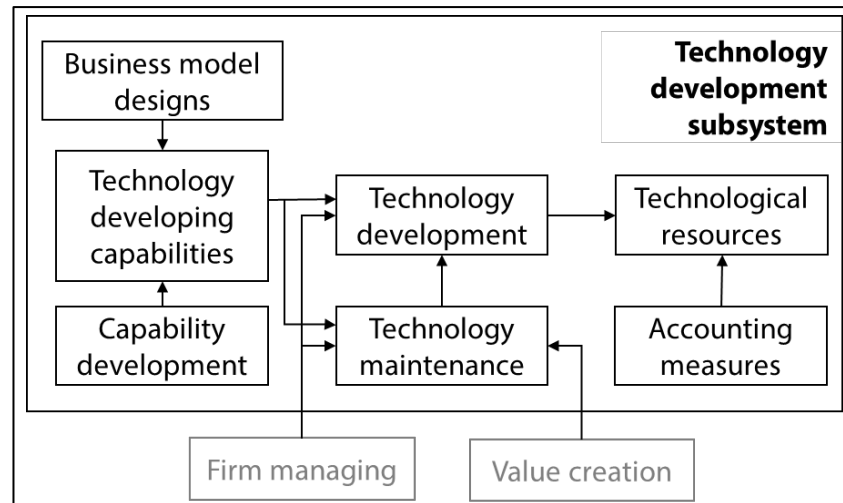 Technology
development
subsystem
Business model
designs
Technology
developing
capabilities
Technology
development
Technological
resources
Capability
development
Technology
maintenance
Accounting
measures
Firm managing
Value creation